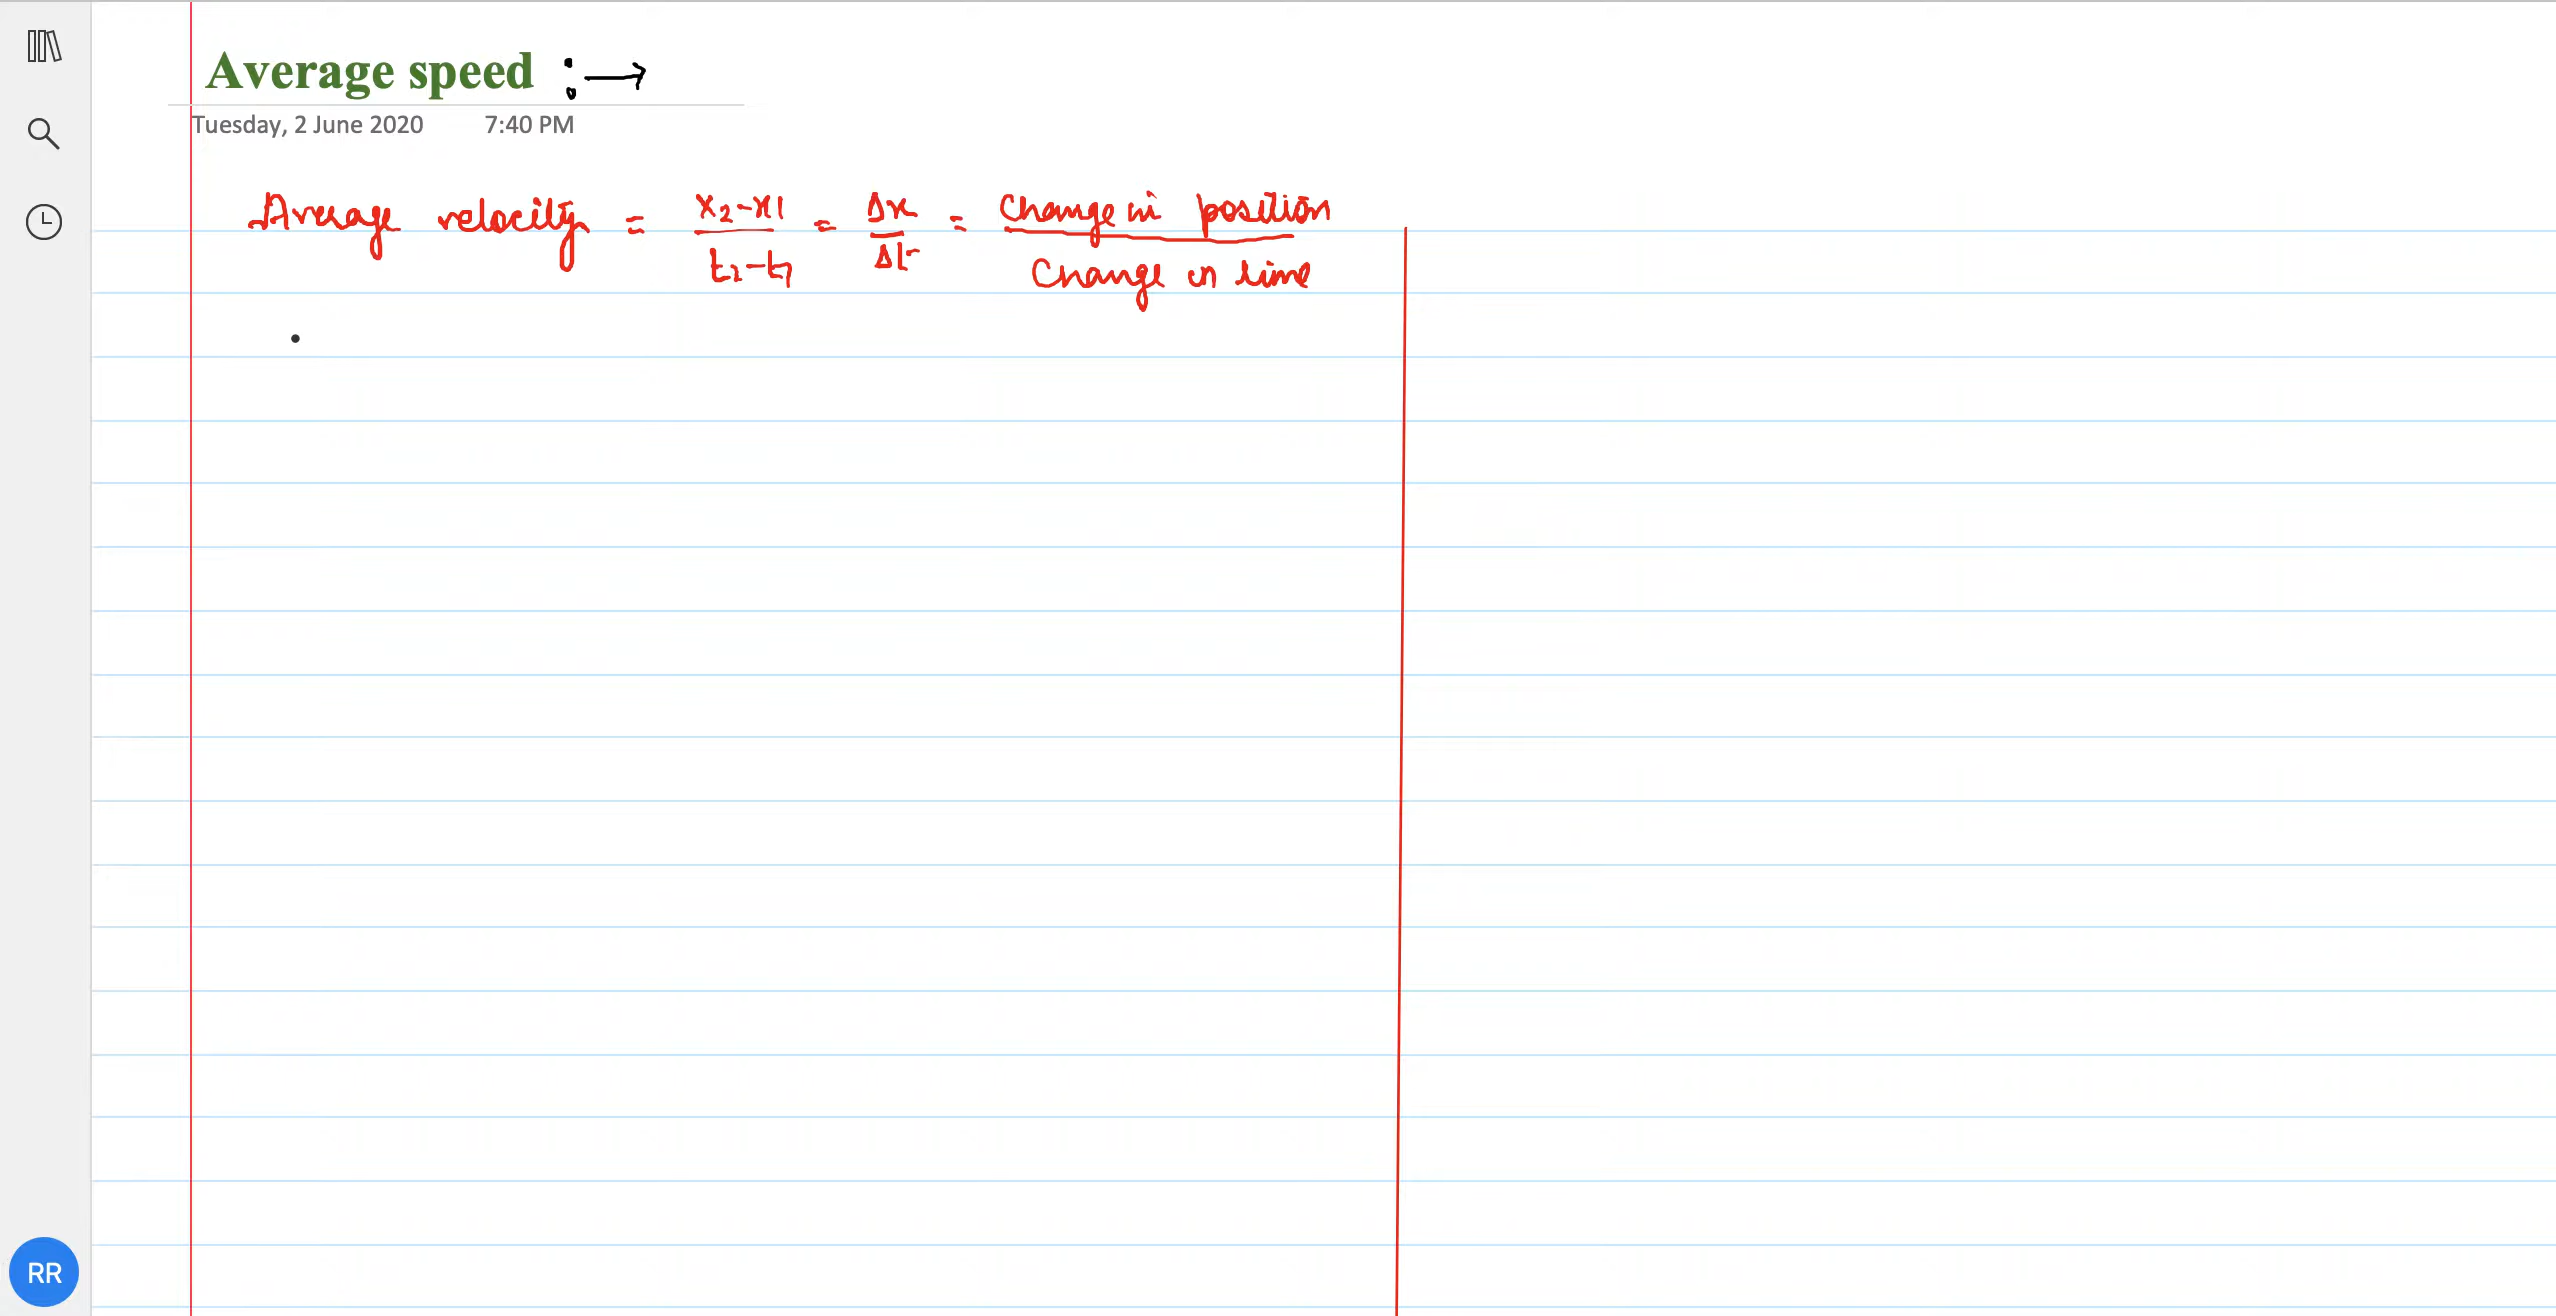 Average speed :→
Tuesday, 2 June 2020 7:40 PM
Average velocity = x₂-x₁/t₂-t₁ = Δx/Δt = Change in position/Change in time
RR